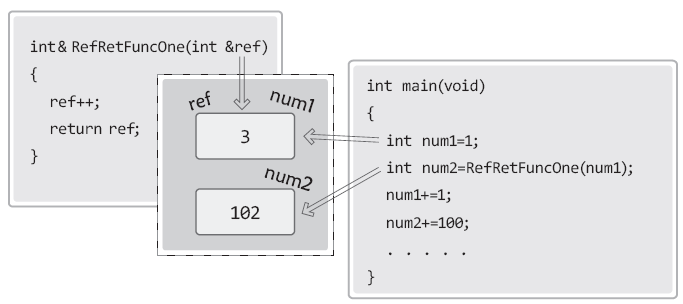 int& RefRetFuncOne(int &ref)
{
ref++;
return ref;
}
ref num1
3
num2
102
int main(void)
{
int num1=1;
int num2=RefRetFuncOne(num1);
num1+=1;
num2+=100;
. . . . .
}